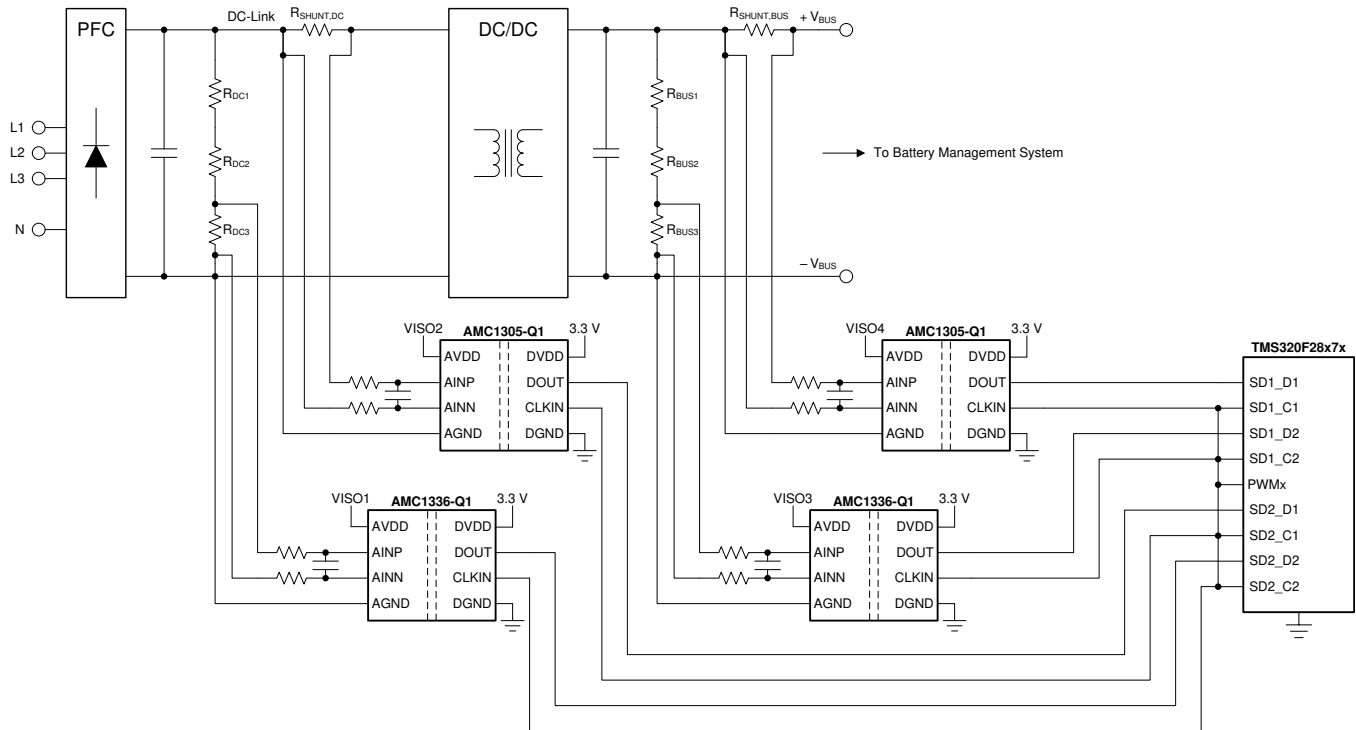 PFC
DC-Link
RSHUNT,DC
DC/DC
RSHUNT,BUS
+ VBUS
L1
L2
L3
N
RDC1
RDC2
RDC3
RBUS1
RBUS2
RBUS3
To Battery Management System
– VBUS
VISO2
AMC1305-Q1
3.3 V
AVDD
DVDD
AINP
DOUT
AINN
CLKIN
AGND
DGND
VISO4
AMC1305-Q1
3.3 V
AVDD
DVDD
AINP
DOUT
AINN
CLKIN
AGND
DGND
TMS320F28x7x
SD1_D1
SD1_C1
SD1_D2
SD1_C2
PWMx
SD2_D1
SD2_C1
SD2_D2
SD2_C2
VISO1
AMC1336-Q1
3.3 V
AVDD
DVDD
AINP
DOUT
AINN
CLKIN
AGND
DGND
VISO3
AMC1336-Q1
3.3 V
AVDD
DVDD
AINP
DOUT
AINN
CLKIN
AGND
DGND